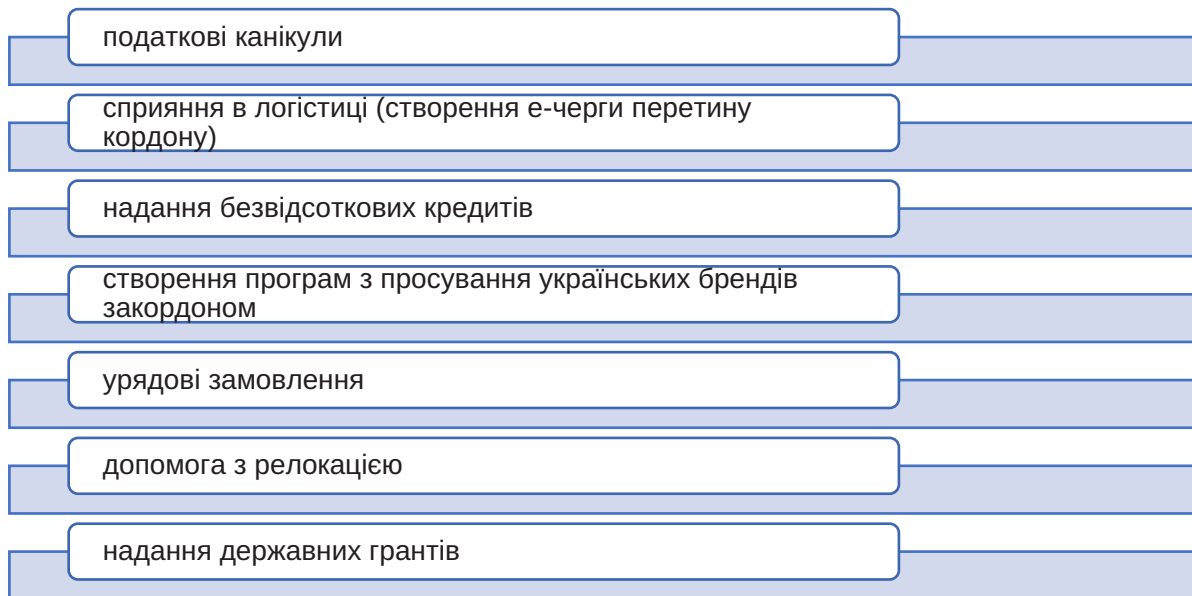 податкові канікули
сприяння в логістиці (створення е-черги перетину
кордону)
надання безвідсоткових кредитів
створення програм з просування українських брендів
закордоном
урядові замовлення
допомога з релокацією
надання державних грантів